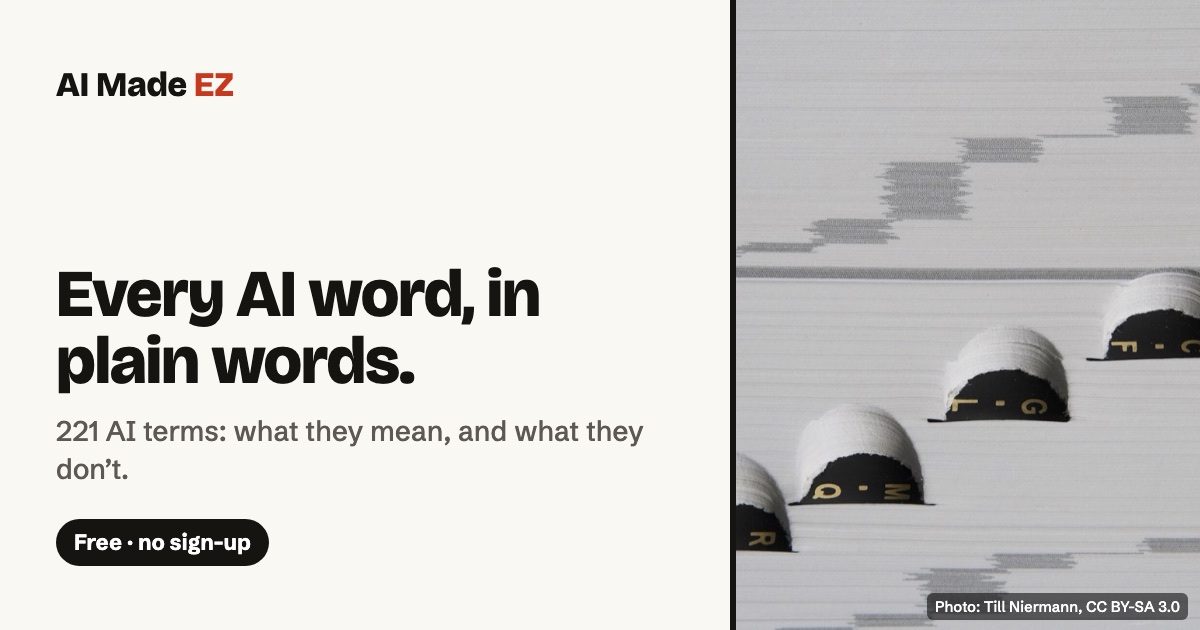 AI Made EZ
Every AI word, in
plain words.
221 AI terms: what they mean, and what they
don’t.
Free · no sign-up
C - F
G - L
M - Q
R
Photo: Till Niermann, CC BY-SA 3.0